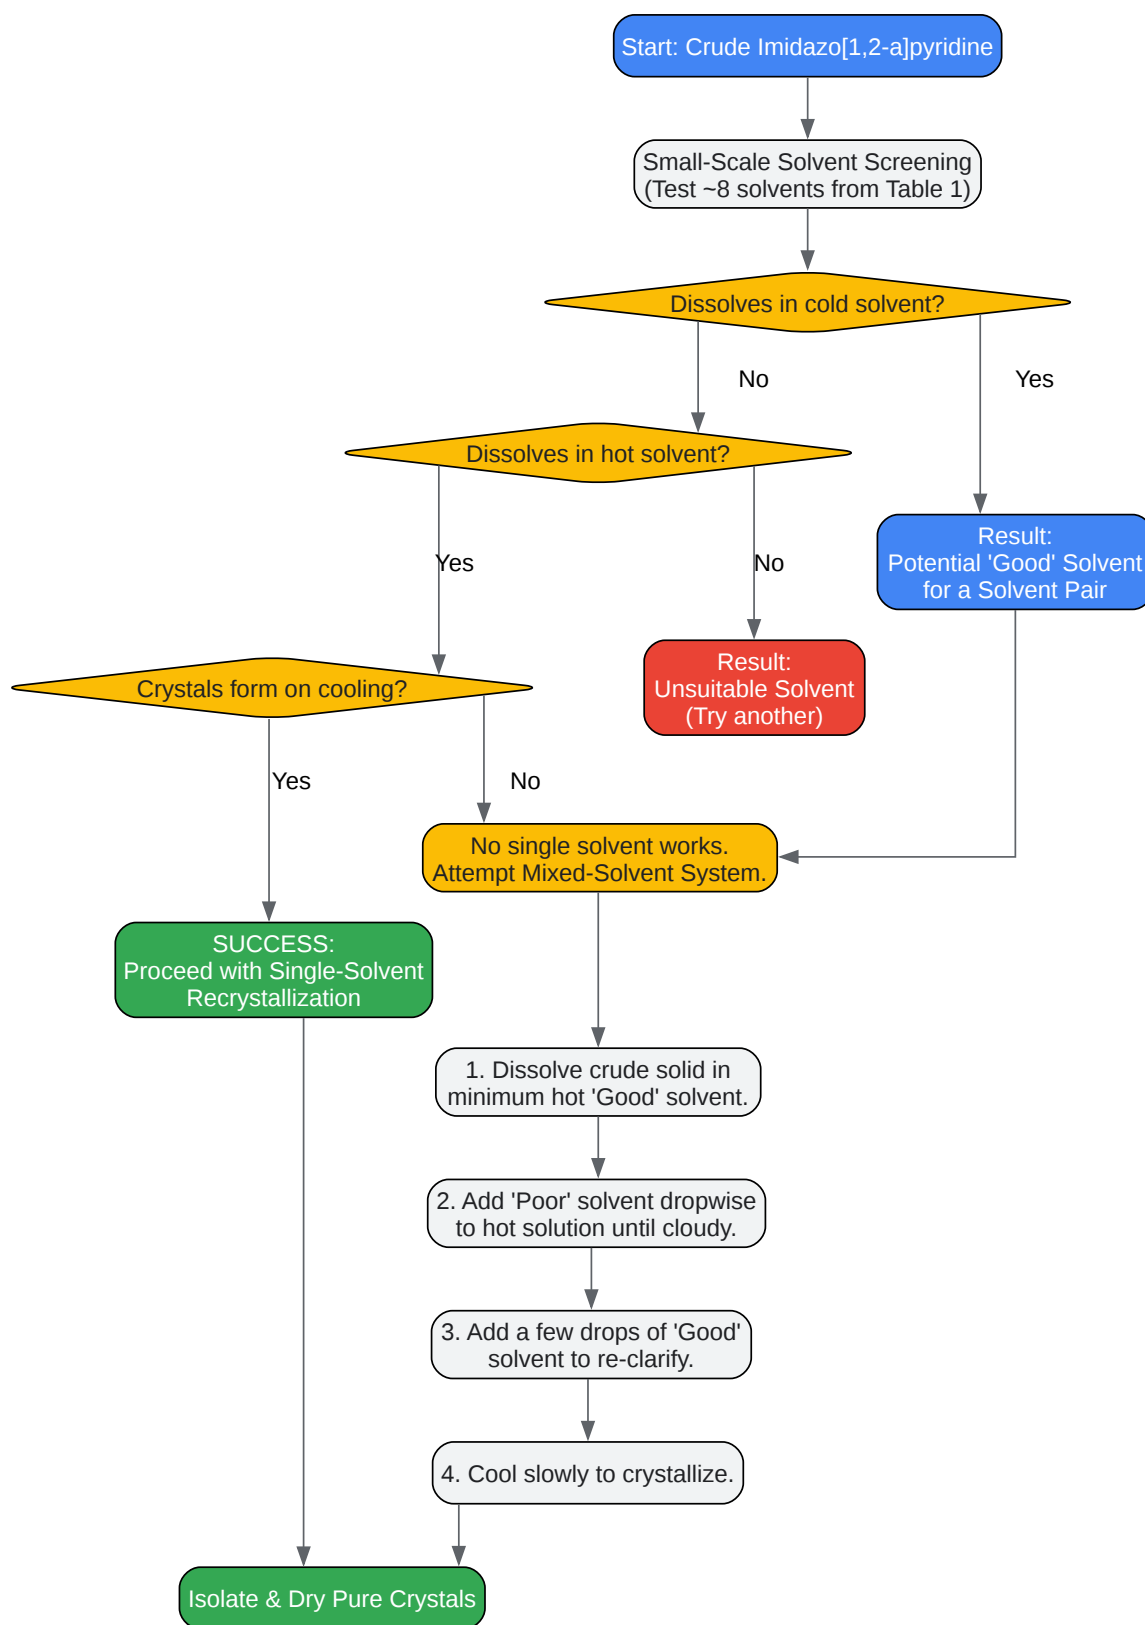 Start: Crude Imidazo[1,2-a]pyridine
Small-Scale Solvent Screening
(Test ~8 solvents from Table 1)
Dissolves in cold solvent?
No
Yes
Dissolves in hot solvent?
Result:
Potential 'Good' Solvent
for a Solvent Pair
Yes
No
Result:
Unsuitable Solvent
(Try another)
Crystals form on cooling?
Yes
No
No single solvent works.
Attempt Mixed-Solvent System.
SUCCESS:
Proceed with Single-Solvent
Recrystallization
1. Dissolve crude solid in
minimum hot 'Good' solvent.
2. Add 'Poor' solvent dropwise
to hot solution until cloudy.
3. Add a few drops of 'Good'
solvent to re-clarify.
4. Cool slowly to crystallize.
Isolate & Dry Pure Crystals